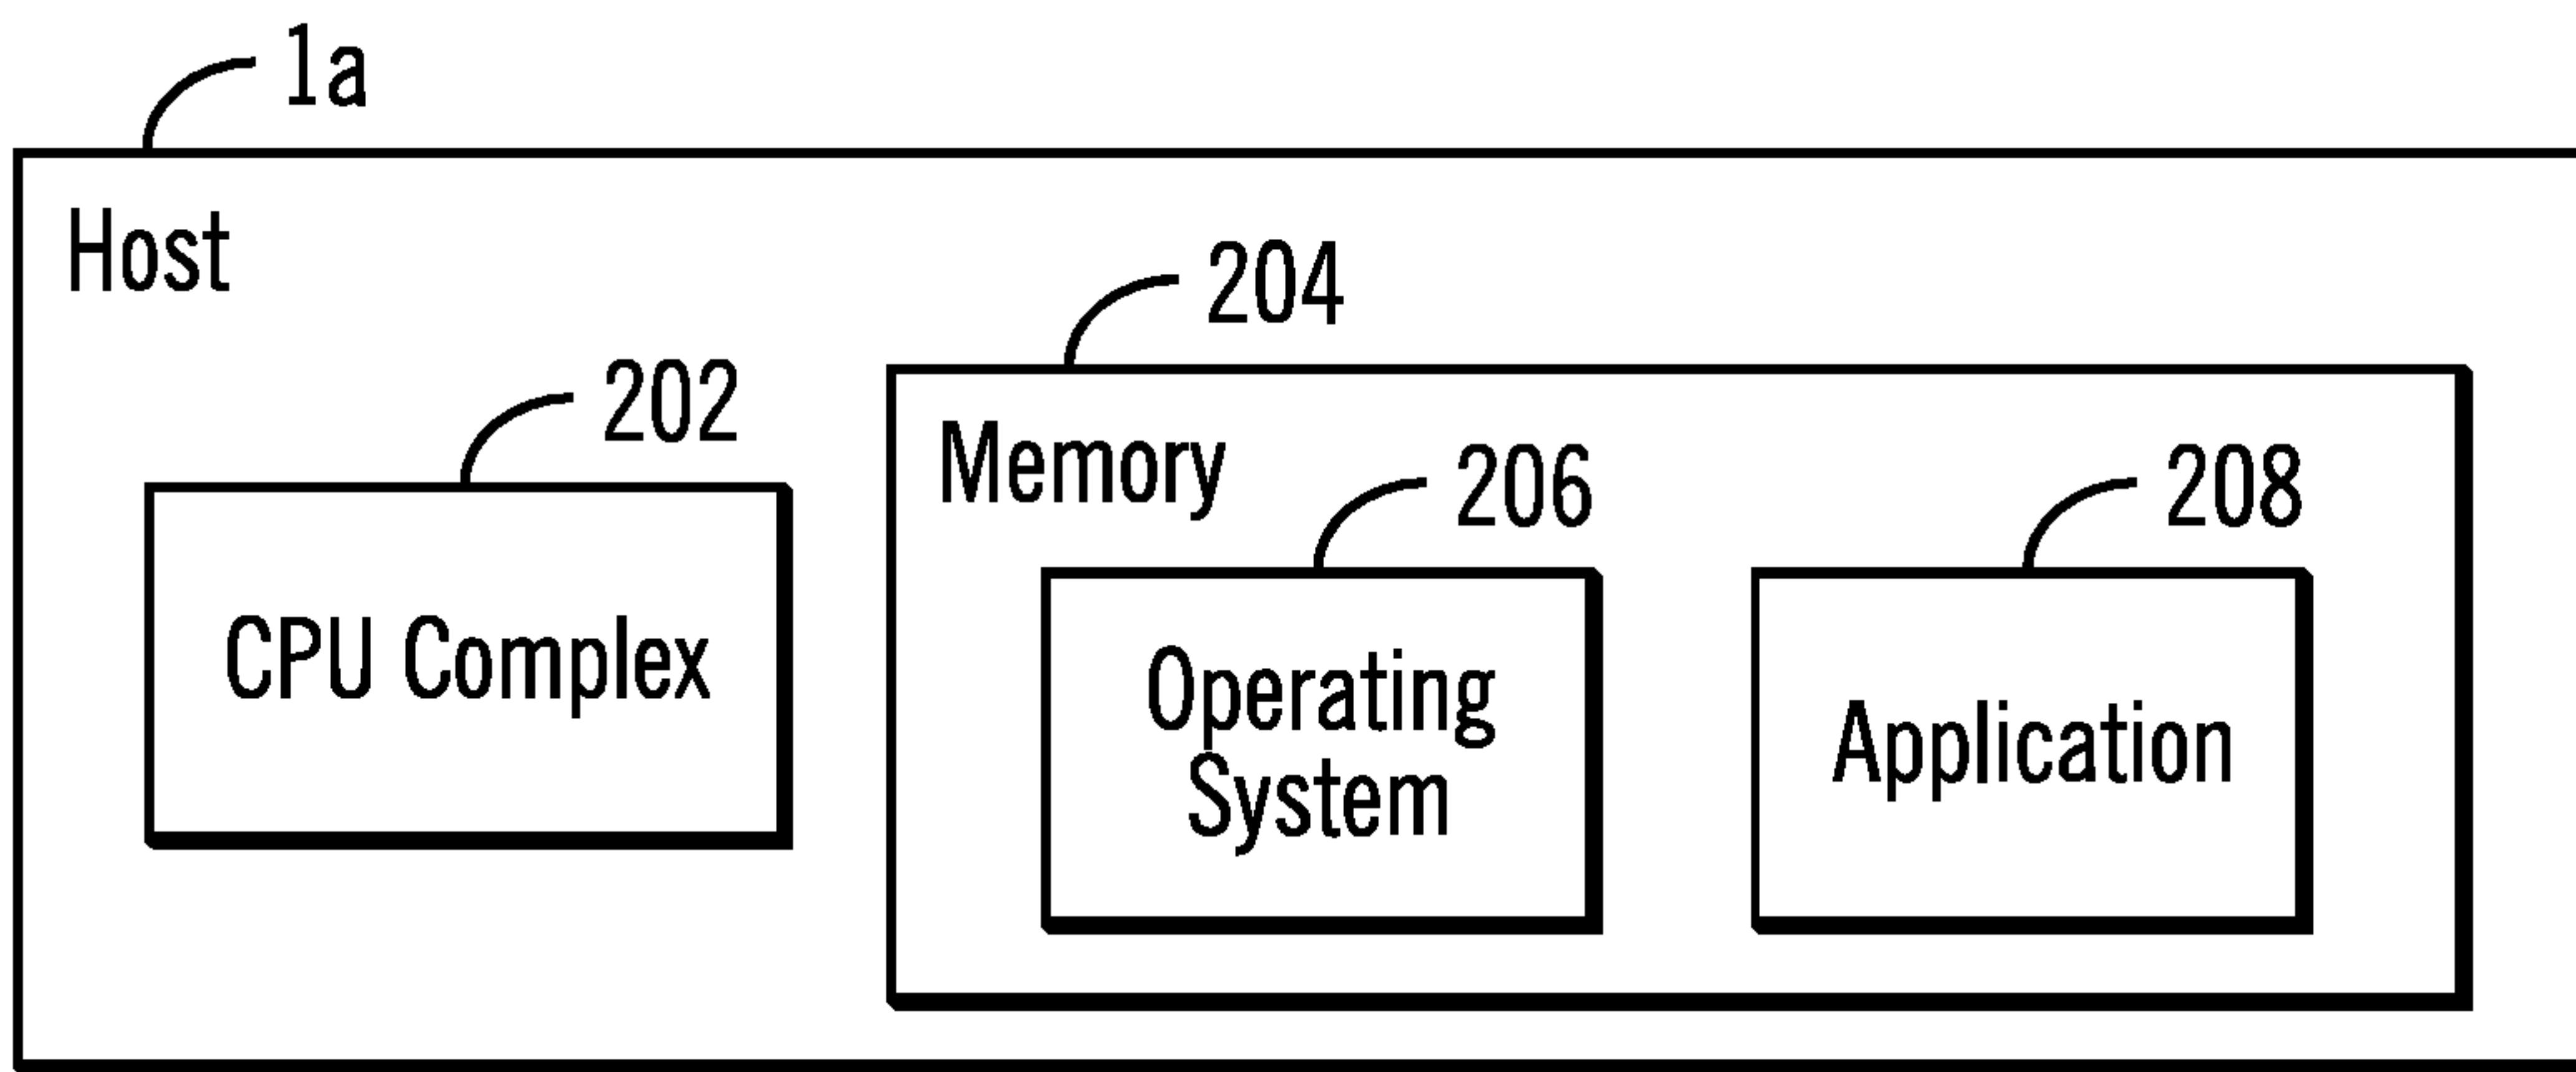 1a
Host
204
202
Memory
206
208
CPU Complex
Operating
System
Application